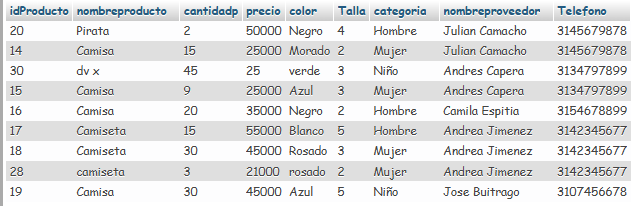 idProducto nombreproducto cantidadp precio color Talla categoria nombreproveedor Telefono
20 Pirata 2 50000 Negro 4 Hombre Julian Camacho 3145679878
14 Camisa 15 25000 Morado 2 Mujer Julian Camacho 3145679878
30 dv x 45 25 verde 3 Niño Andres Capera 3134797899
15 Camisa 9 25000 Azul 3 Mujer Andres Capera 3134797899
16 Camisa 20 35000 Negro 2 Hombre Camila Espitia 3154678899
17 Camiseta 15 55000 Blanco 5 Hombre Andrea Jimenez 3142345677
18 Camiseta 30 45000 Rosado 3 Mujer Andrea Jimenez 3142345677
28 camiseta 3 21000 rosado 2 Mujer Andrea Jimenez 3142345677
19 Camisa 30 45000 Azul 5 Niño Jose Buitrago 3107456678